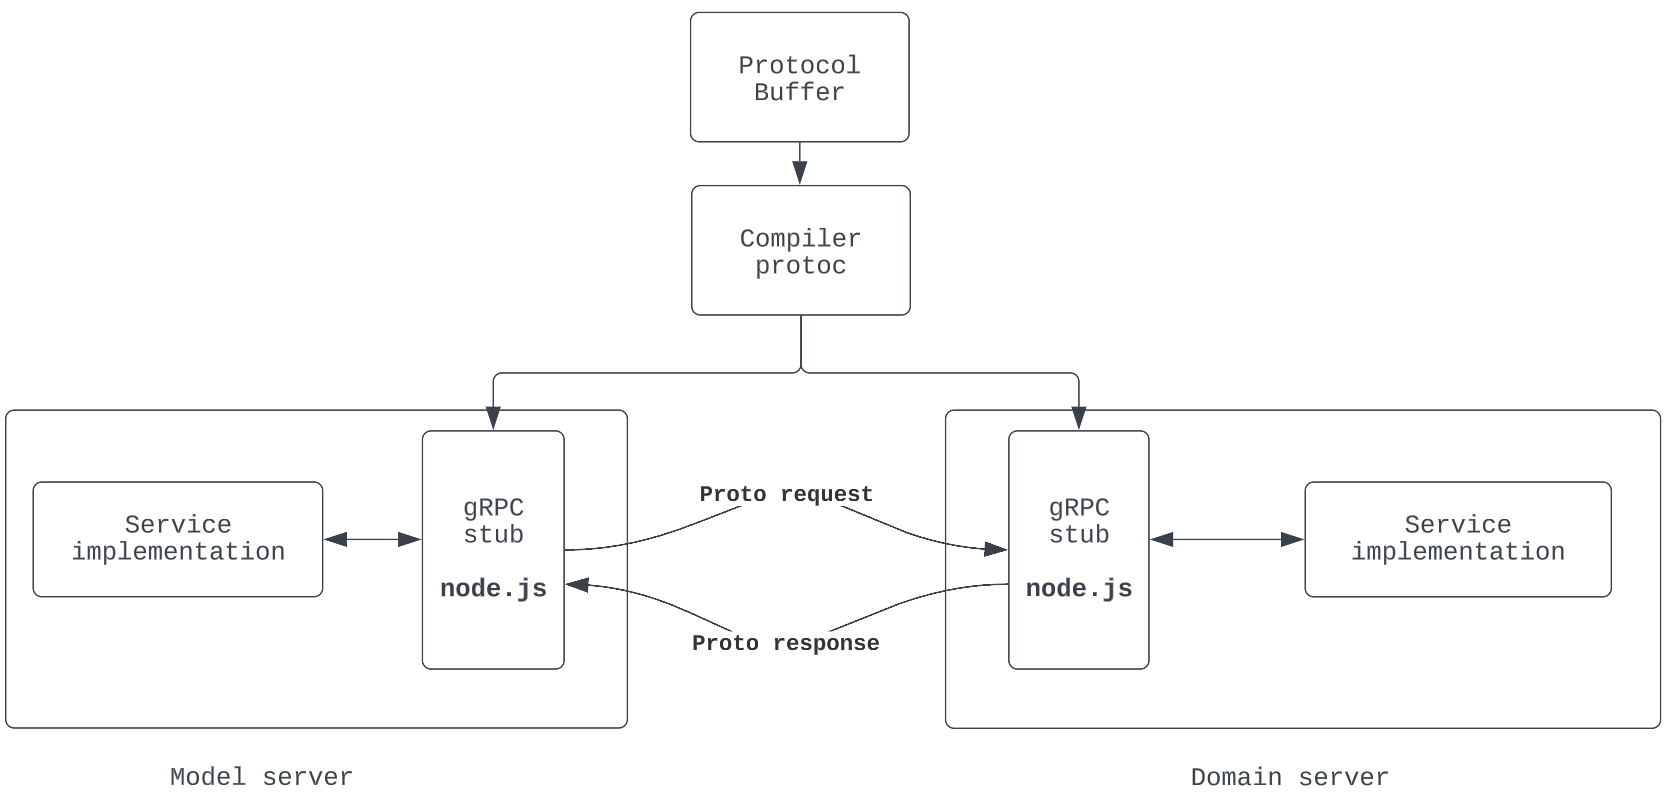 Protocol
Buffer
Compiler
protoc
Service
implementation
gRPC
stub
node.js
Proto request
Proto response
gRPC
stub
node.js
Service
implementation
Model server
Domain server